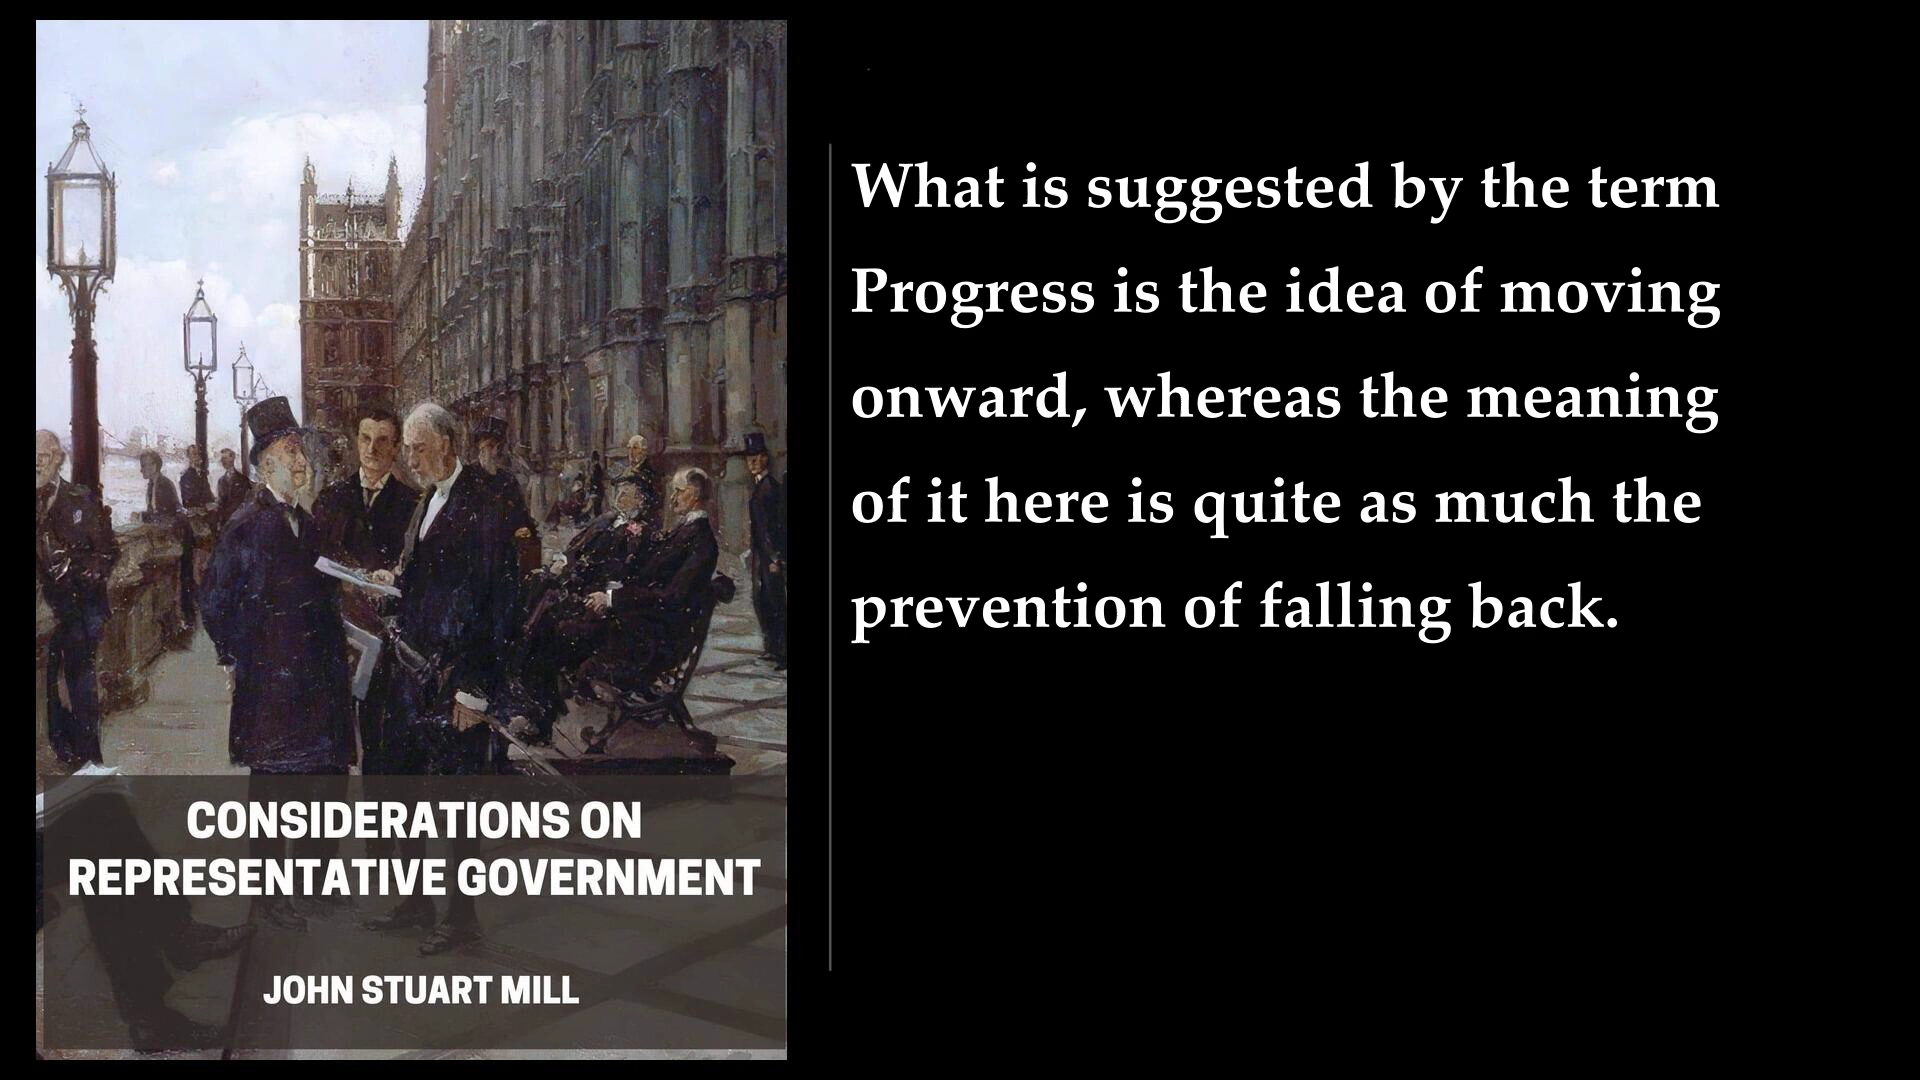 What is suggested by the term
Progress is the idea of moving
onward, whereas the meaning
of it here is quite as much the
prevention of falling back.
CONSIDERATIONS ON
REPRESENTATIVE GOVERNMENT
JOHN STUART MILL